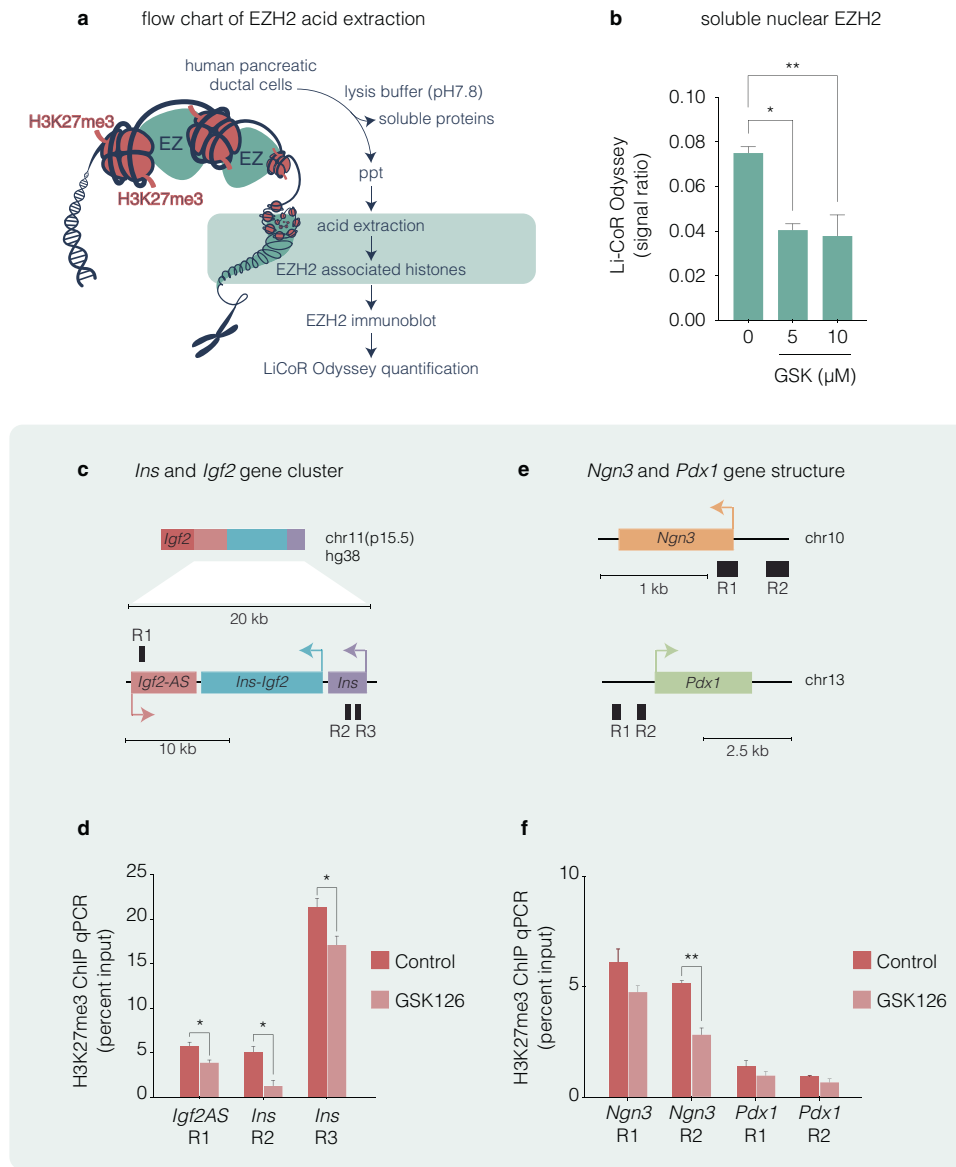 a
flow chart of EZH2 acid extraction
human pancreatic
ductal cells
lysis buffer (pH7.8)
soluble proteins
H3K27me3
EZ
EZ
H3K27me3
ppt
acid extraction
EZH2 associated histones
EZH2 immunoblot
LiCoR Odyssey quantification
b
soluble nuclear EZH2
**
*
Li-CoR Odyssey
(signal ratio)
0.10
0.08
0.06
0.04
0.02
0.00
0 5 10
GSK (µM)
c
Ins and Igf2 gene cluster
Igf2
chr11(p15.5)
hg38
20 kb
R1
Igf2-AS Ins-Igf2 Ins
R2 R3
10 kb
e
Ngn3 and Pdx1 gene structure
Ngn3
chr10
1 kb
R1 R2
Pdx1
chr13
R1 R2
2.5 kb
d
H3K27me3 ChIP qPCR
(percent input)
25
20
15
10
5
0
*
*
*
Control
GSK126
Igf2AS Ins Ins
R1 R2 R3
f
H3K27me3 ChIP qPCR
(percent input)
10
5
0
**
Control
GSK126
Ngn3 Ngn3 Pdx1 Pdx1
R1 R2 R1 R2